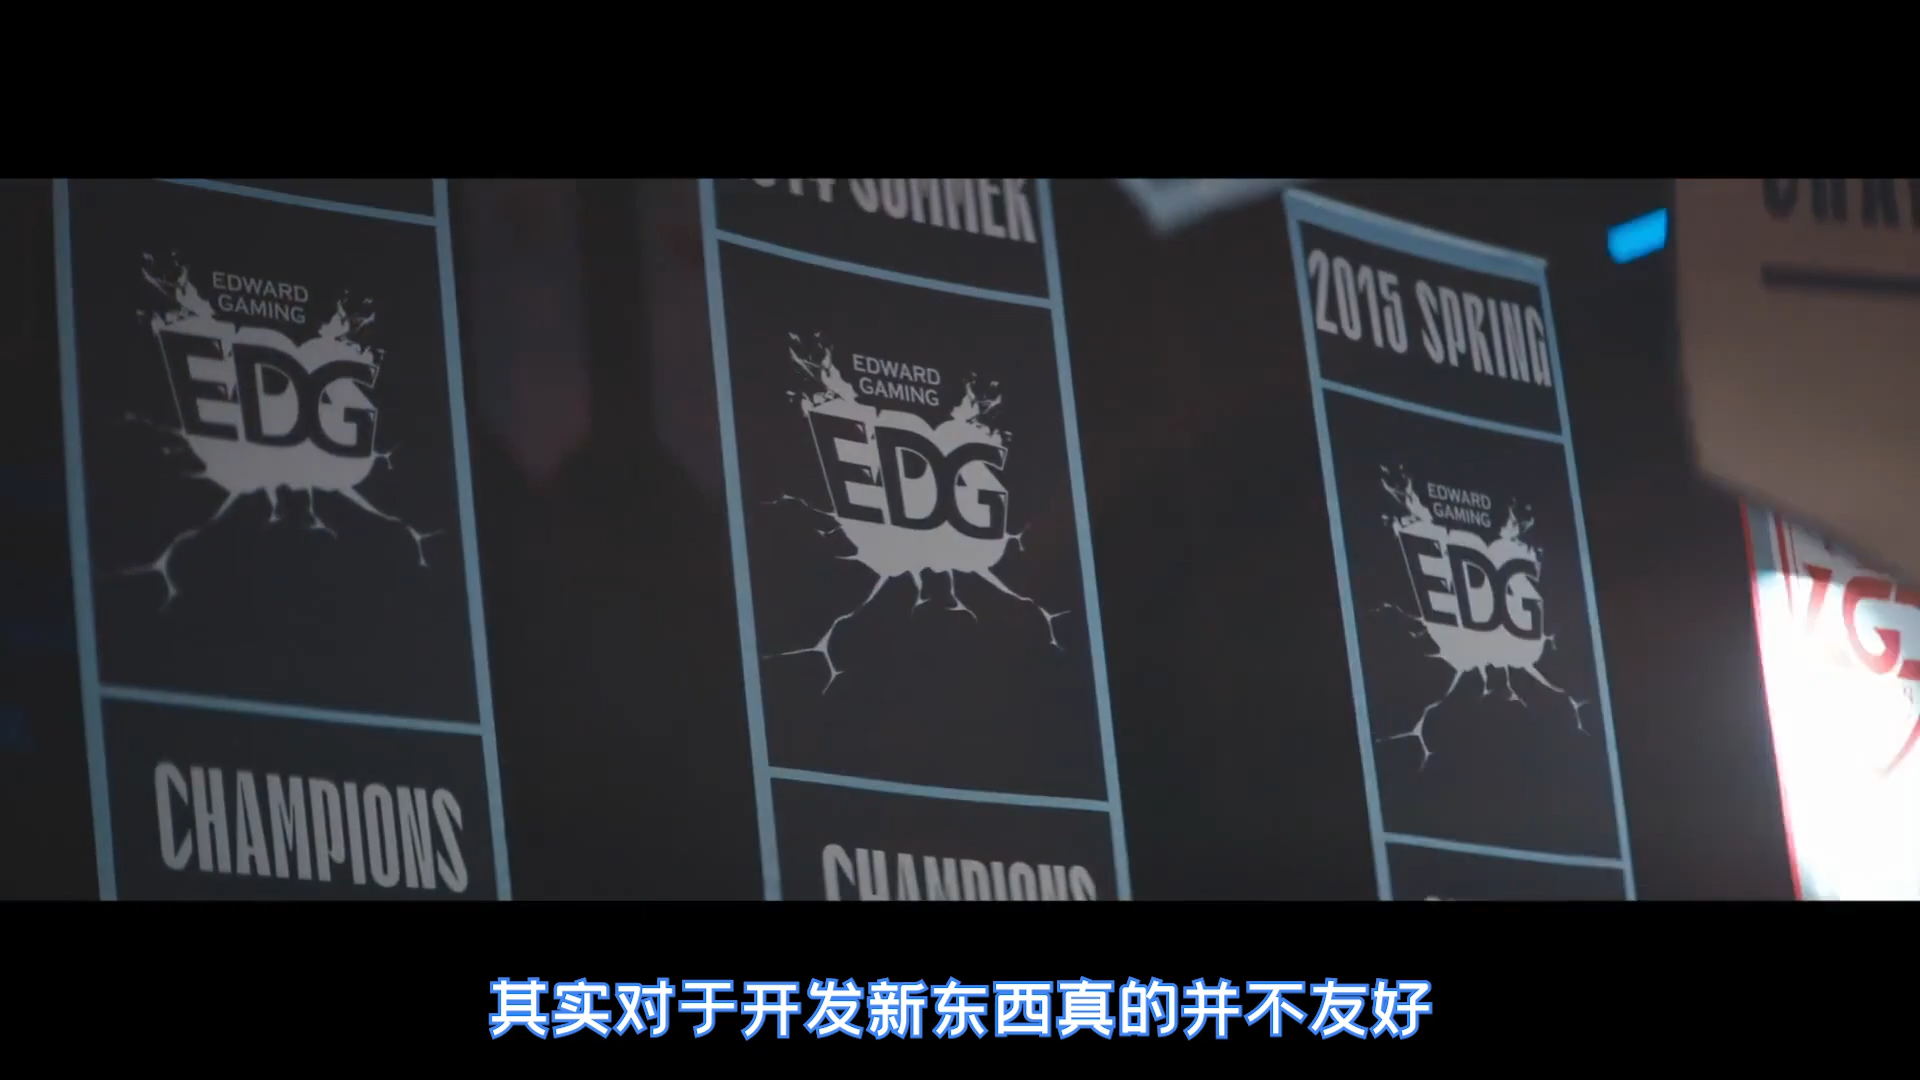 EDWARD
GAMING
EDG
CHAMPIONS
SUMMER
EDWARD
GAMING
EDG
CHAMPIONS
2015 SPRING
EDWARD
GAMING
EDG
其实对于开发新东西真的并不友好